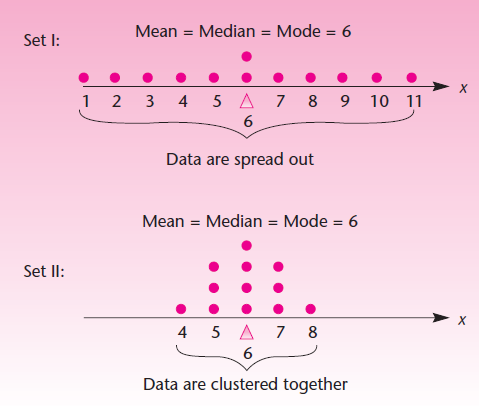 Mean = Median = Mode = 6
Set I:
x
1 2 3 4 5 7 8 9 10 11
6
Data are spread out
Mean = Median = Mode = 6
Set II:
x
4 5 7 8
6
Data are clustered together